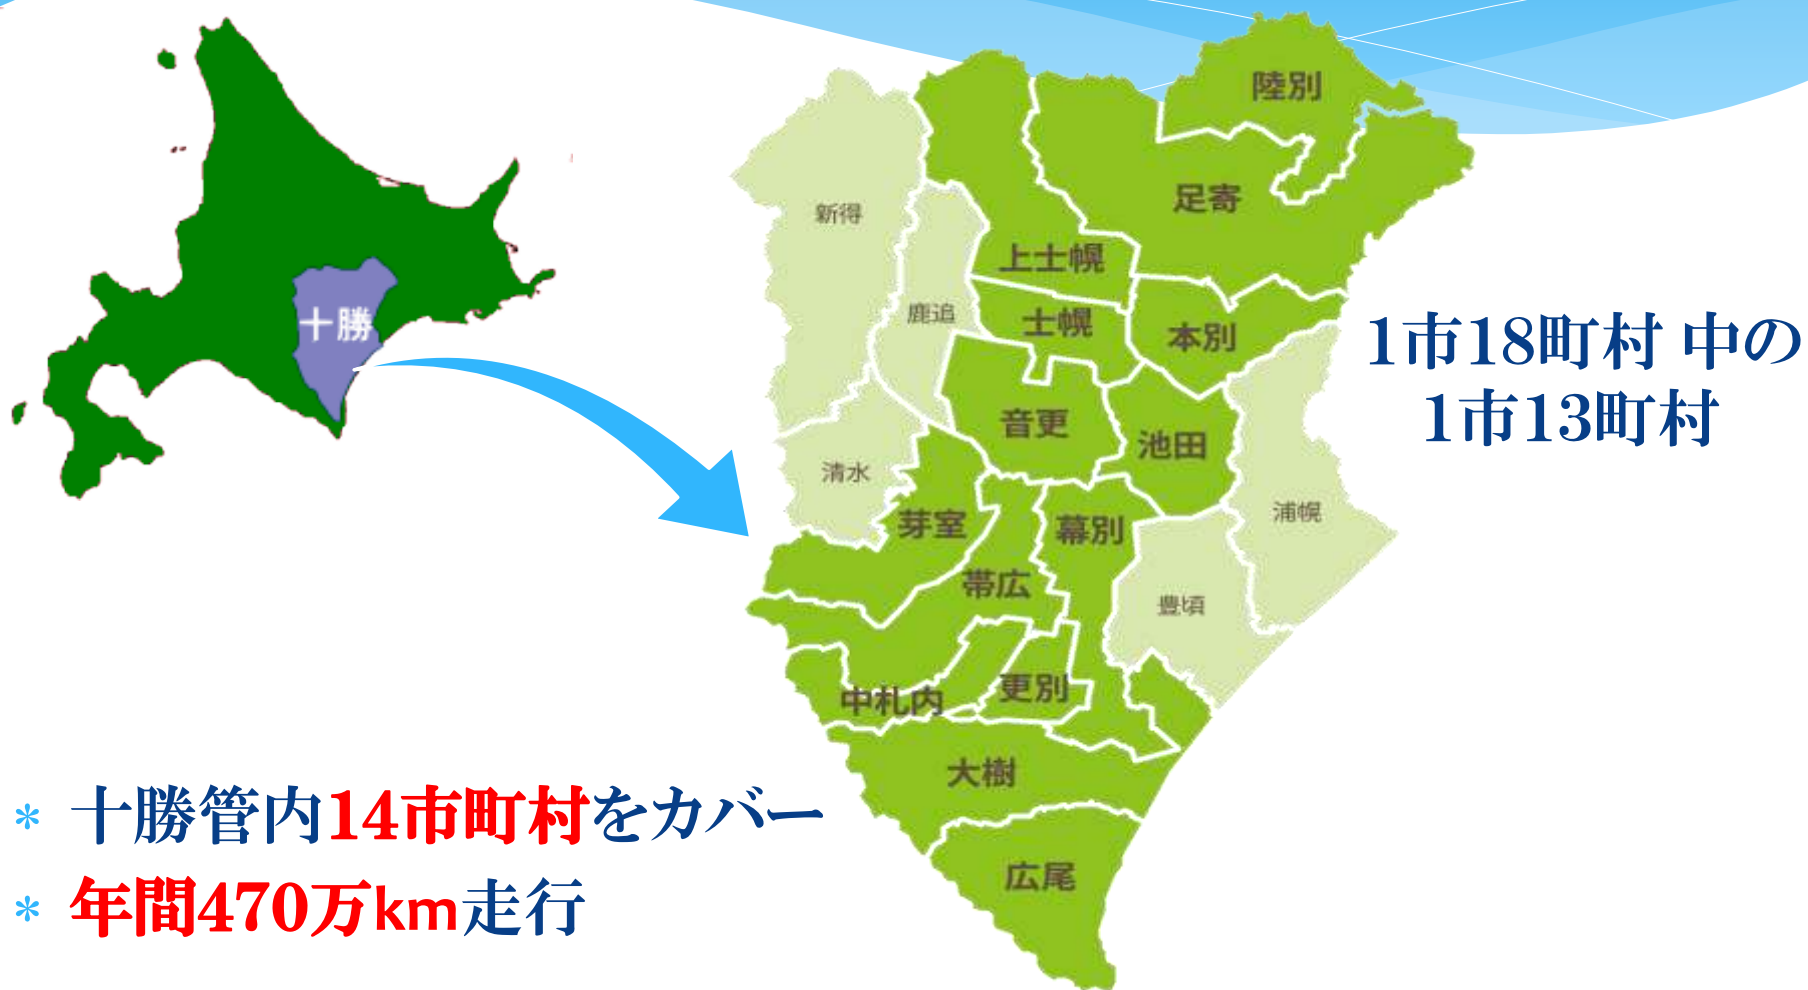 十勝
陸別
足寄
新得
上士幌
鹿追
士幌
本別
音更
池田
清水
芽室
幕別
浦幌
帯広
豊頃
更別
中札内
大樹
広尾
1市18町村 中の
1市13町村
* 十勝管内14市町村をカバー
* 年間470万km走行